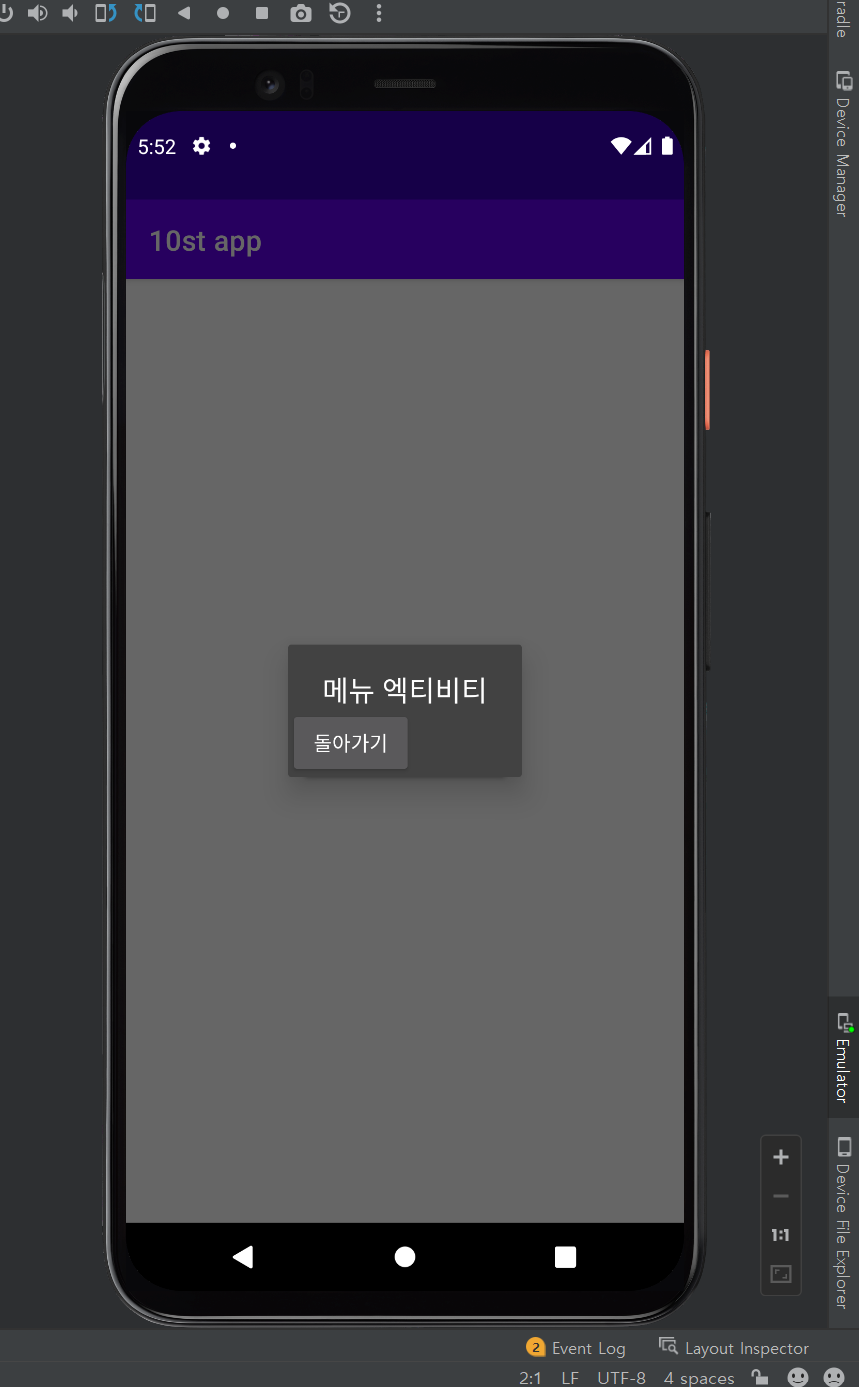 radle
Device Manager
5:52
10st app
메뉴 엑티비티
돌아가기
Emulator
1:1
Device File Explorer
2 Event Log
Layout Inspector
2:1 LF UTF-8 4 spaces